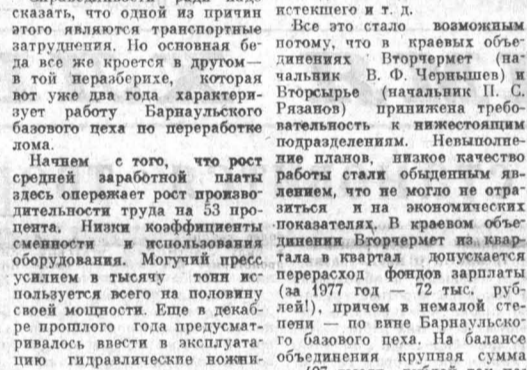 сказать, что одной из причин
этого являются транспортные
затруднения. Но основная бе-
да все же кроется в другом—
в той неразберихе, которая
вот уже два года характери-
зует работу Барнаульского
базового цеха по переработке
лома.
Начнем с того, что рост
средней заработной платы
здесь опережает рост произво-
дительности труда на 53 про-
цента. Низки коэффициенты
сменности и использования
оборудования. Могучий пресс
усилием в тысячу тонн ис-
пользуется всего на половину
своей мощности. Еще в декаб-
ре прошлого года предусмат-
ривалось ввести в эксплуата-
цию гидравлические ножни-
истекшего и т. д.
Все это стало возможным
потому, что в краевых объе-
динениях Вторчермет (на-
чальник В. Ф. Чернышев) и
Вторсырье (начальник П. С.
Рязанов) принижена требо-
вательность к нижестоящим
подразделениям. Невыполне-
ние планов, низкое качество
работы стали обыденным яв-
лением, что не могло не отра-
зиться и на экономических
показателях. В краевом объе-
динении Вторчермет из квар-
тала в квартал допускается
перерасход фондов зарплаты
(за 1977 год — 72 тыс. руб-
лей!), причем в немалой сте-
пени — по вине Барнаульско-
го базового цеха. На балансе
объединения крупная сумма